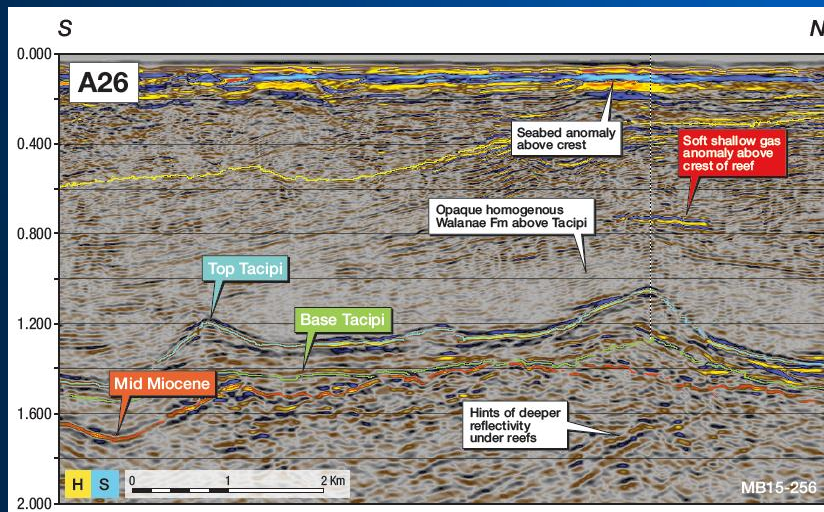 S
N
0.000
A26
Seabed anomaly
above crest
0.400
Soft shallow gas
anomaly above
crest of reef
Opaque homogenous
Walanae Fm above Tacipi
0.800
Top Tacipi
1.200
Base Tacipi
Mid Miocene
1.600
Hints of deeper
reflectivity
under reefs
H S 0 1 2 Km
MB15-256
2.000